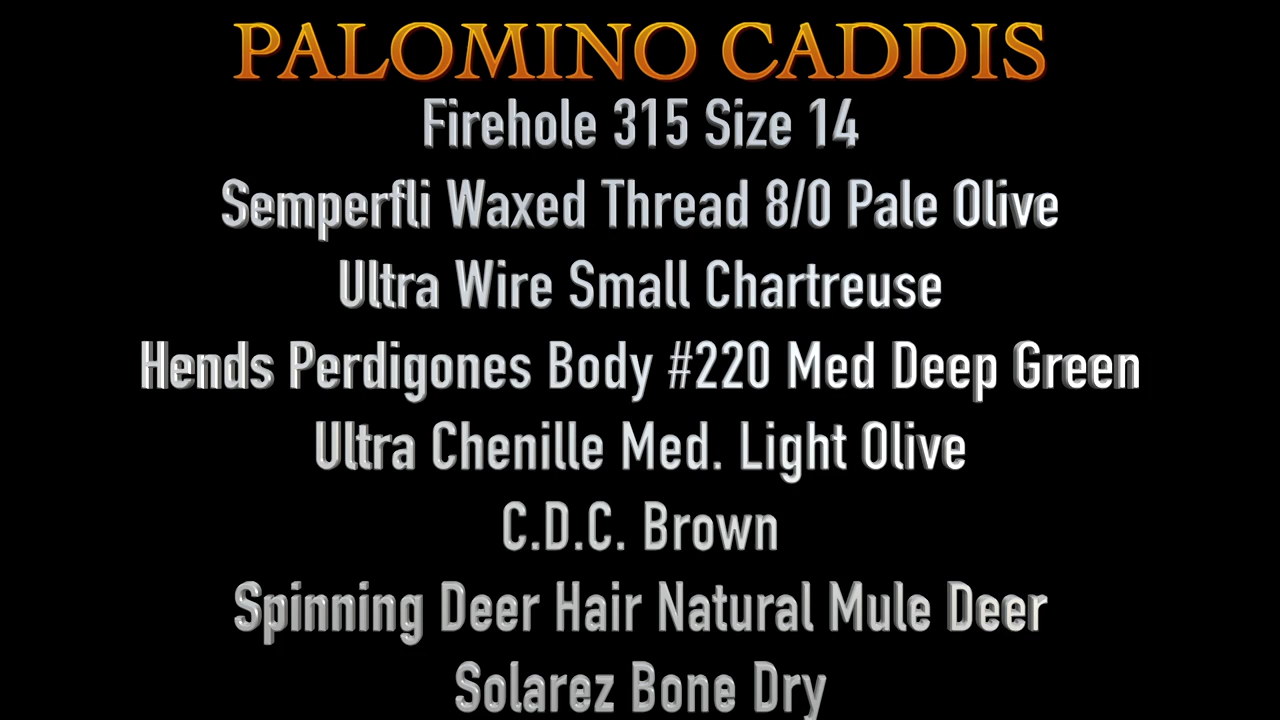 PALOMINO CADDIS
Firehole 315 Size 14
Semperfli Waxed Thread 8/0 Pale Olive
Ultra Wire Small Chartreuse
Hends Perdigones Body #220 Med Deep Green
Ultra Chenille Med. Light Olive
C.D.C. Brown
Spinning Deer Hair Natural Mule Deer
Solarez Bone Dry